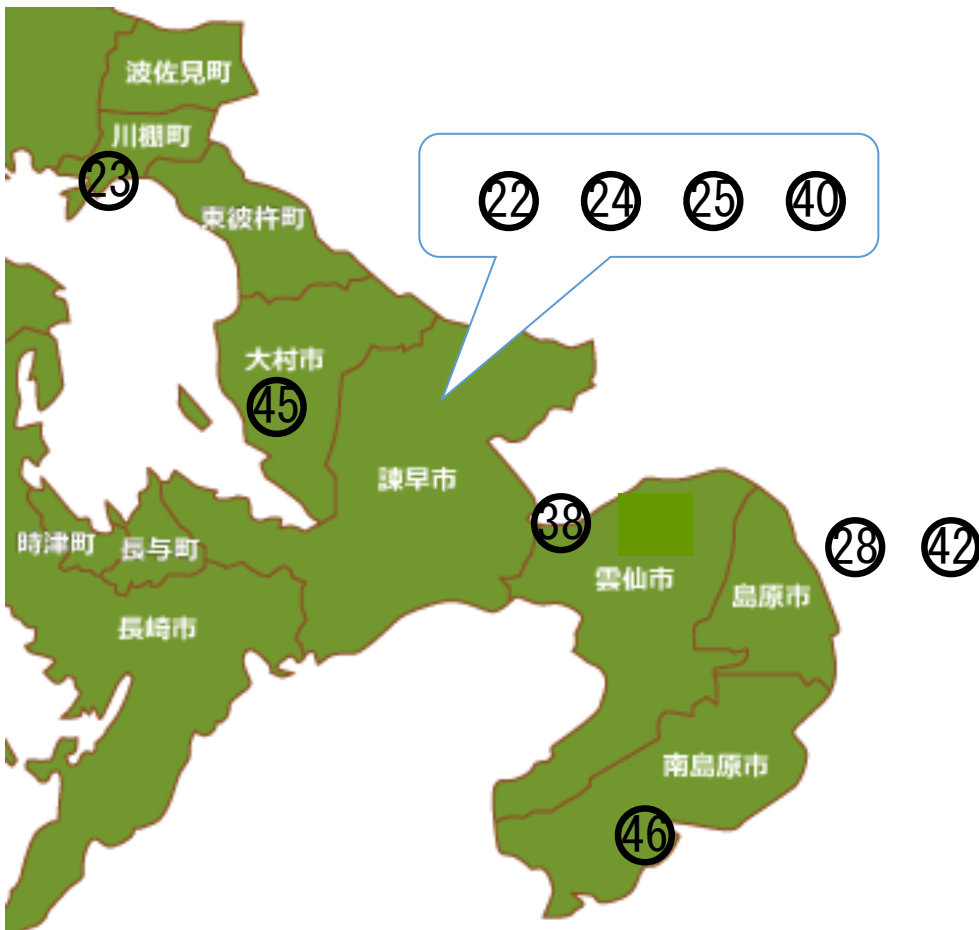 波佐見町
川棚町
㉓
東彼杵町
㉒ ㉔ ㉕ ㊵
大村市
㊺
諫早市
時津町
長与町
長崎市
㊳
雲仙市
島原市
㉘ ㊷
南島原市
㊻